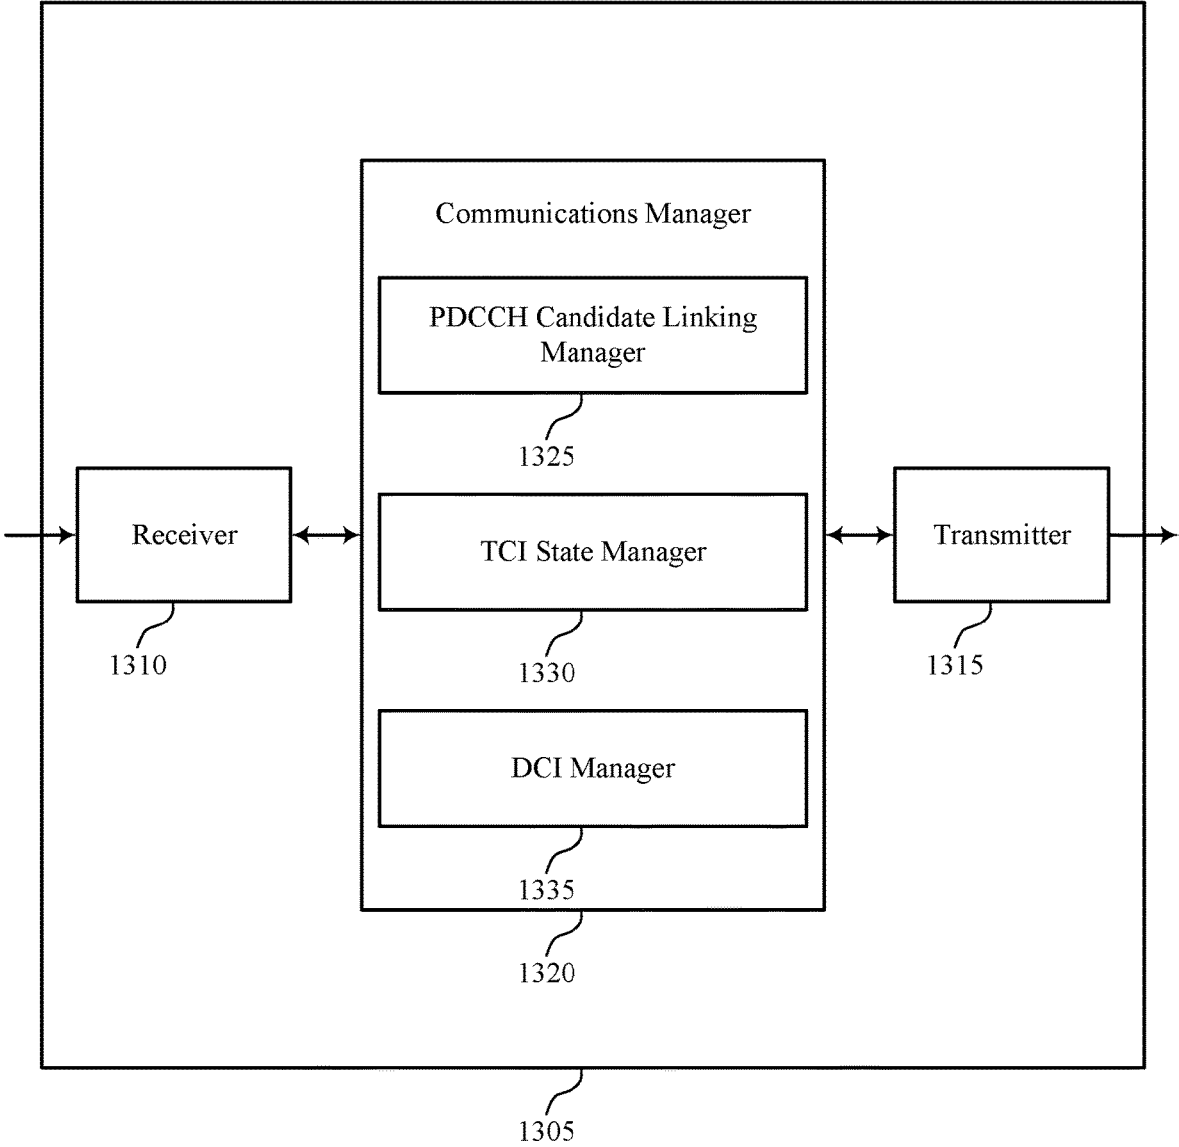 Communications Manager
PDCCH Candidate Linking
Manager
1325
Receiver
1310
TCI State Manager
1330
Transmitter
1315
DCI Manager
1335
1320
1305